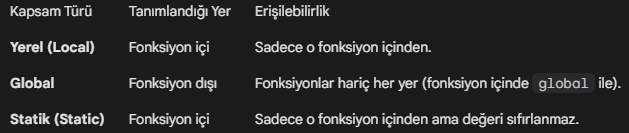 Kapsam Türü Tanımlandığı Yer Erişilebilirlik
Yerel (Local) Fonksiyon içi Sadece o fonksiyon içinden.
Global Fonksiyon dışı Fonksiyonlar hariç her yer (fonksiyon içinde global ile).
Statik (Static) Fonksiyon içi Sadece o fonksiyon içinden ama değeri sıfırlanmaz.